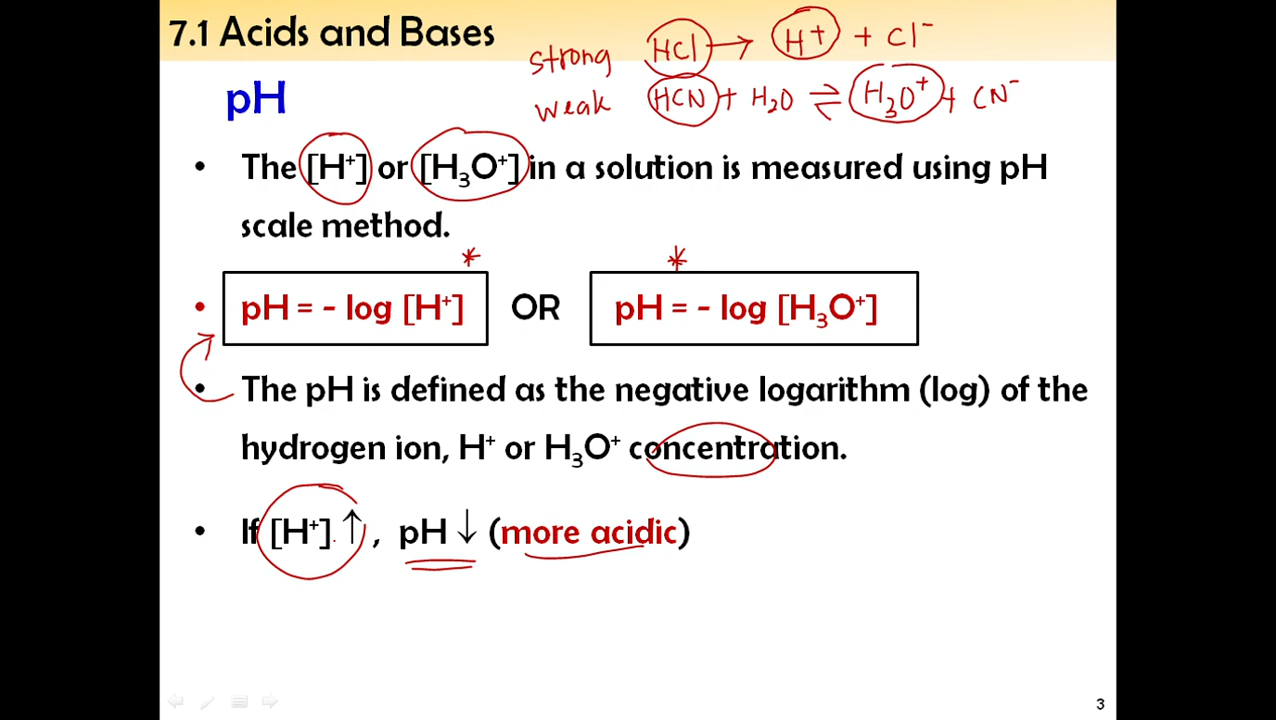 7.1 Acids and Bases
strong HCl → H⁺ + Cl⁻
pH
weak HCN + H₂O ⇌ H₃O⁺ + CN⁻
• The [H⁺] or [H₃O⁺] in a solution is measured using pH
scale method.
* *
• pH = - log [H⁺] OR pH = - log [H₃O⁺]
• The pH is defined as the negative logarithm (log) of the
hydrogen ion, H⁺ or H₃O⁺ concentration.
• If [H⁺] ↑, pH ↓ (more acidic)
3